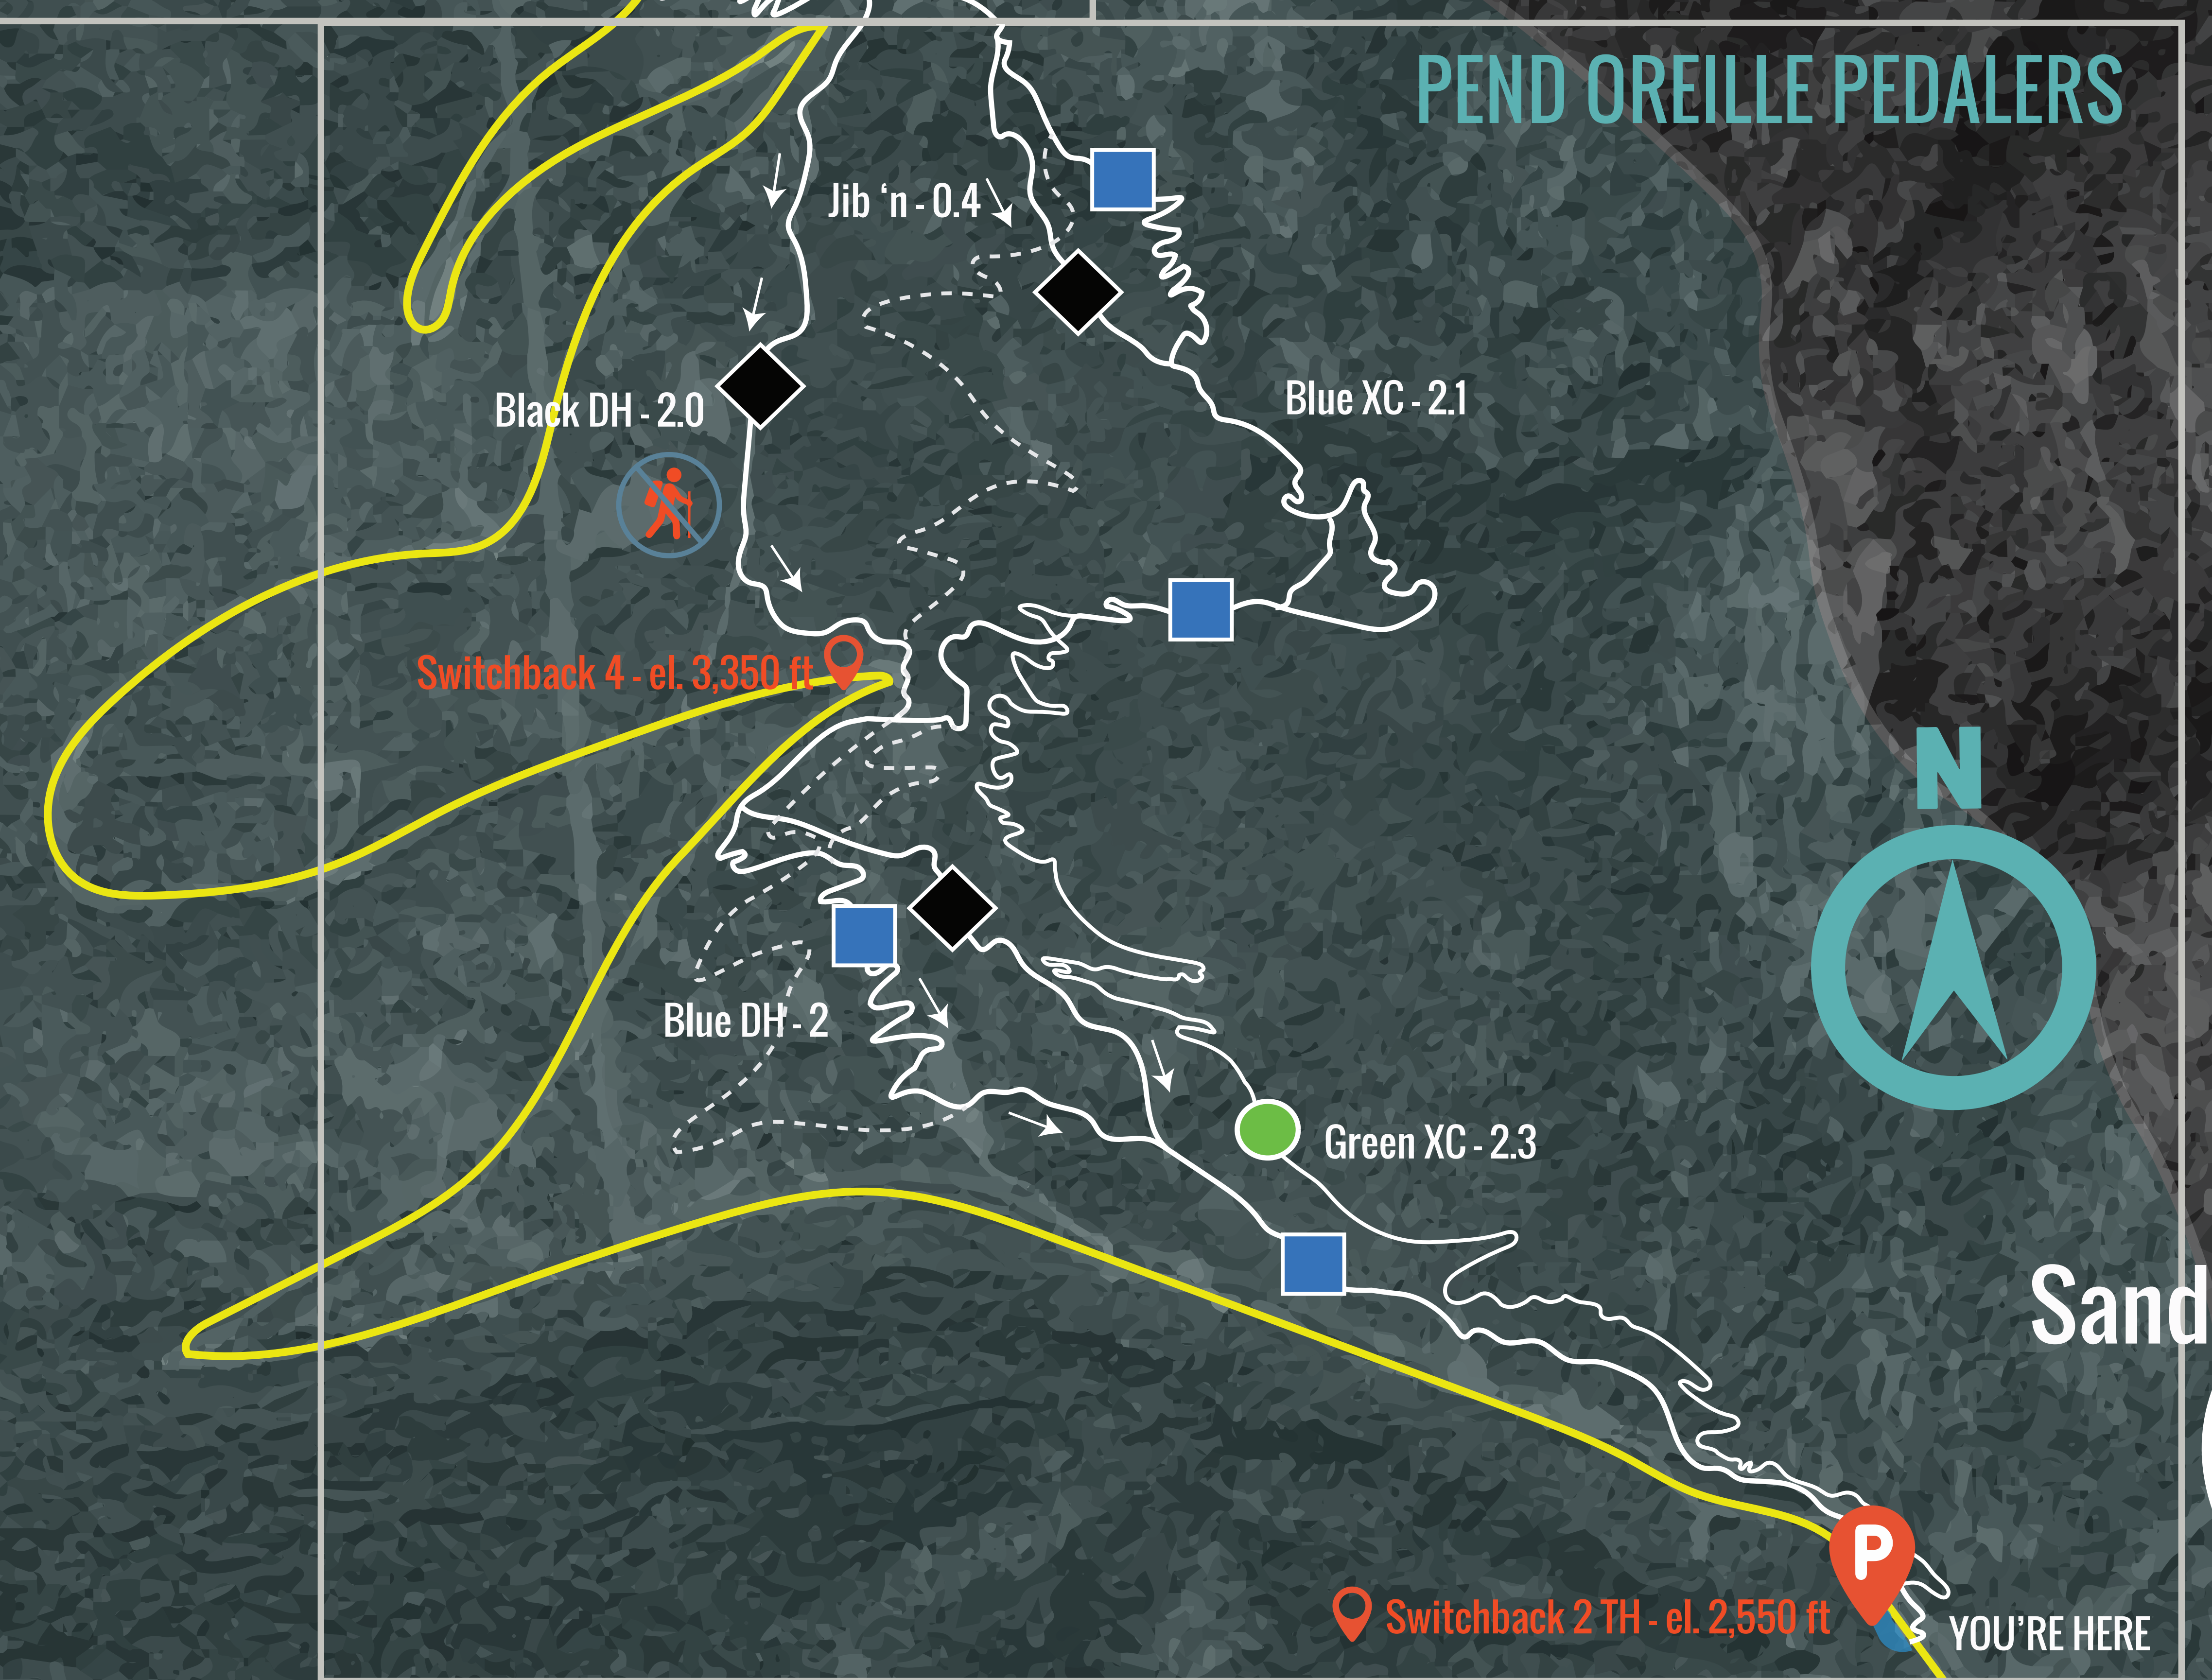 PEND OREILLE PEDALERS
Jib ‘n - 0.4
Blue XC - 2.1
Black DH - 2.0
Switchback 4 - el. 3,350 ft
N
Blue DH - 2
Green XC - 2.3
Sand
P
Switchback 2 TH - el. 2,550 ft
YOU’RE HERE